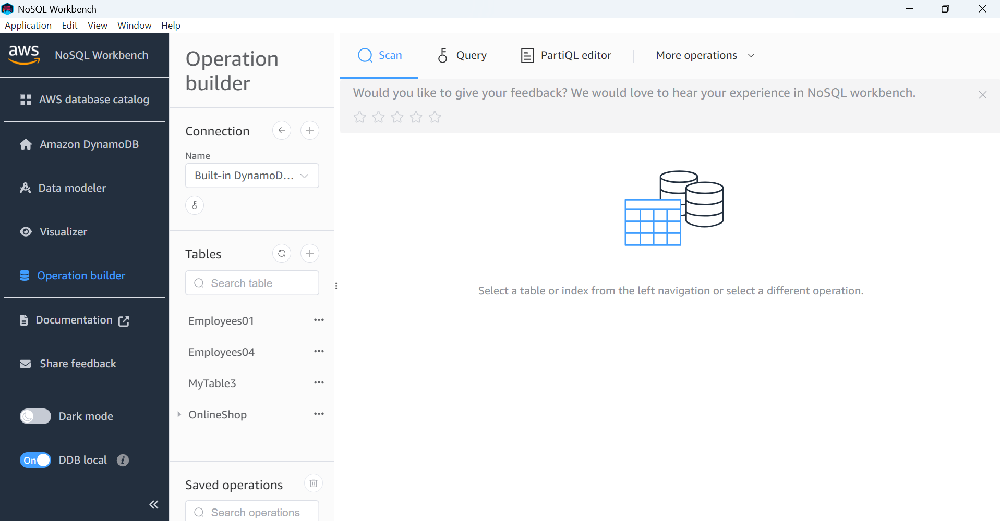 NoSQL Workbench
Application Edit View Window Help
aws NoSQL Workbench
AWS database catalog
Amazon DynamoDB
Data modeler
Visualizer
Operation builder
Documentation
Share feedback
Dark mode
On DDB local
Operation
builder
Connection
Name
Built-in DynamoD...
Tables
Search table
Employees01
Employees04
MyTable3
OnlineShop
Saved operations
Search operations
Scan Query PartiQL editor More operations
Would you like to give your feedback? We would love to hear your experience in NoSQL workbench.
Select a table or index from the left navigation or select a different operation.